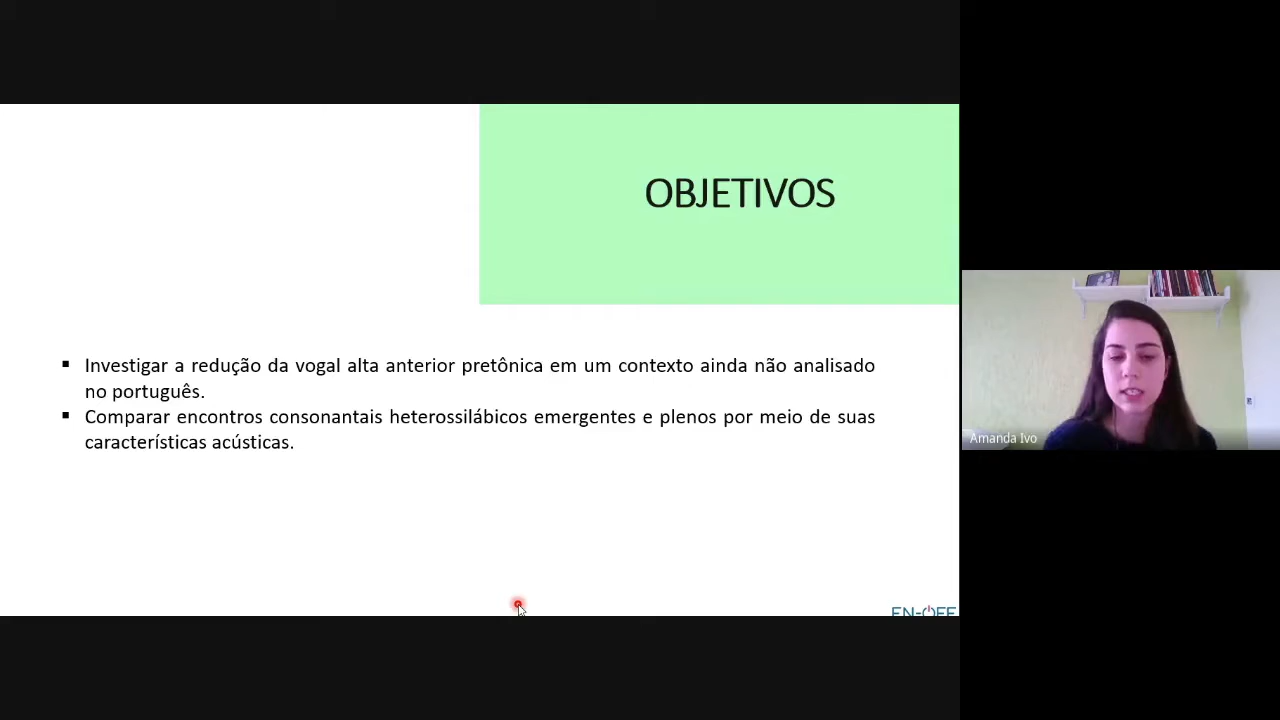 OBJETIVOS
▪ Investigar a redução da vogal alta anterior pretônica em um contexto ainda não analisado
no português.
▪ Comparar encontros consonantais heterossilábicos emergentes e plenos por meio de suas
características acústicas.
Amanda Ivo